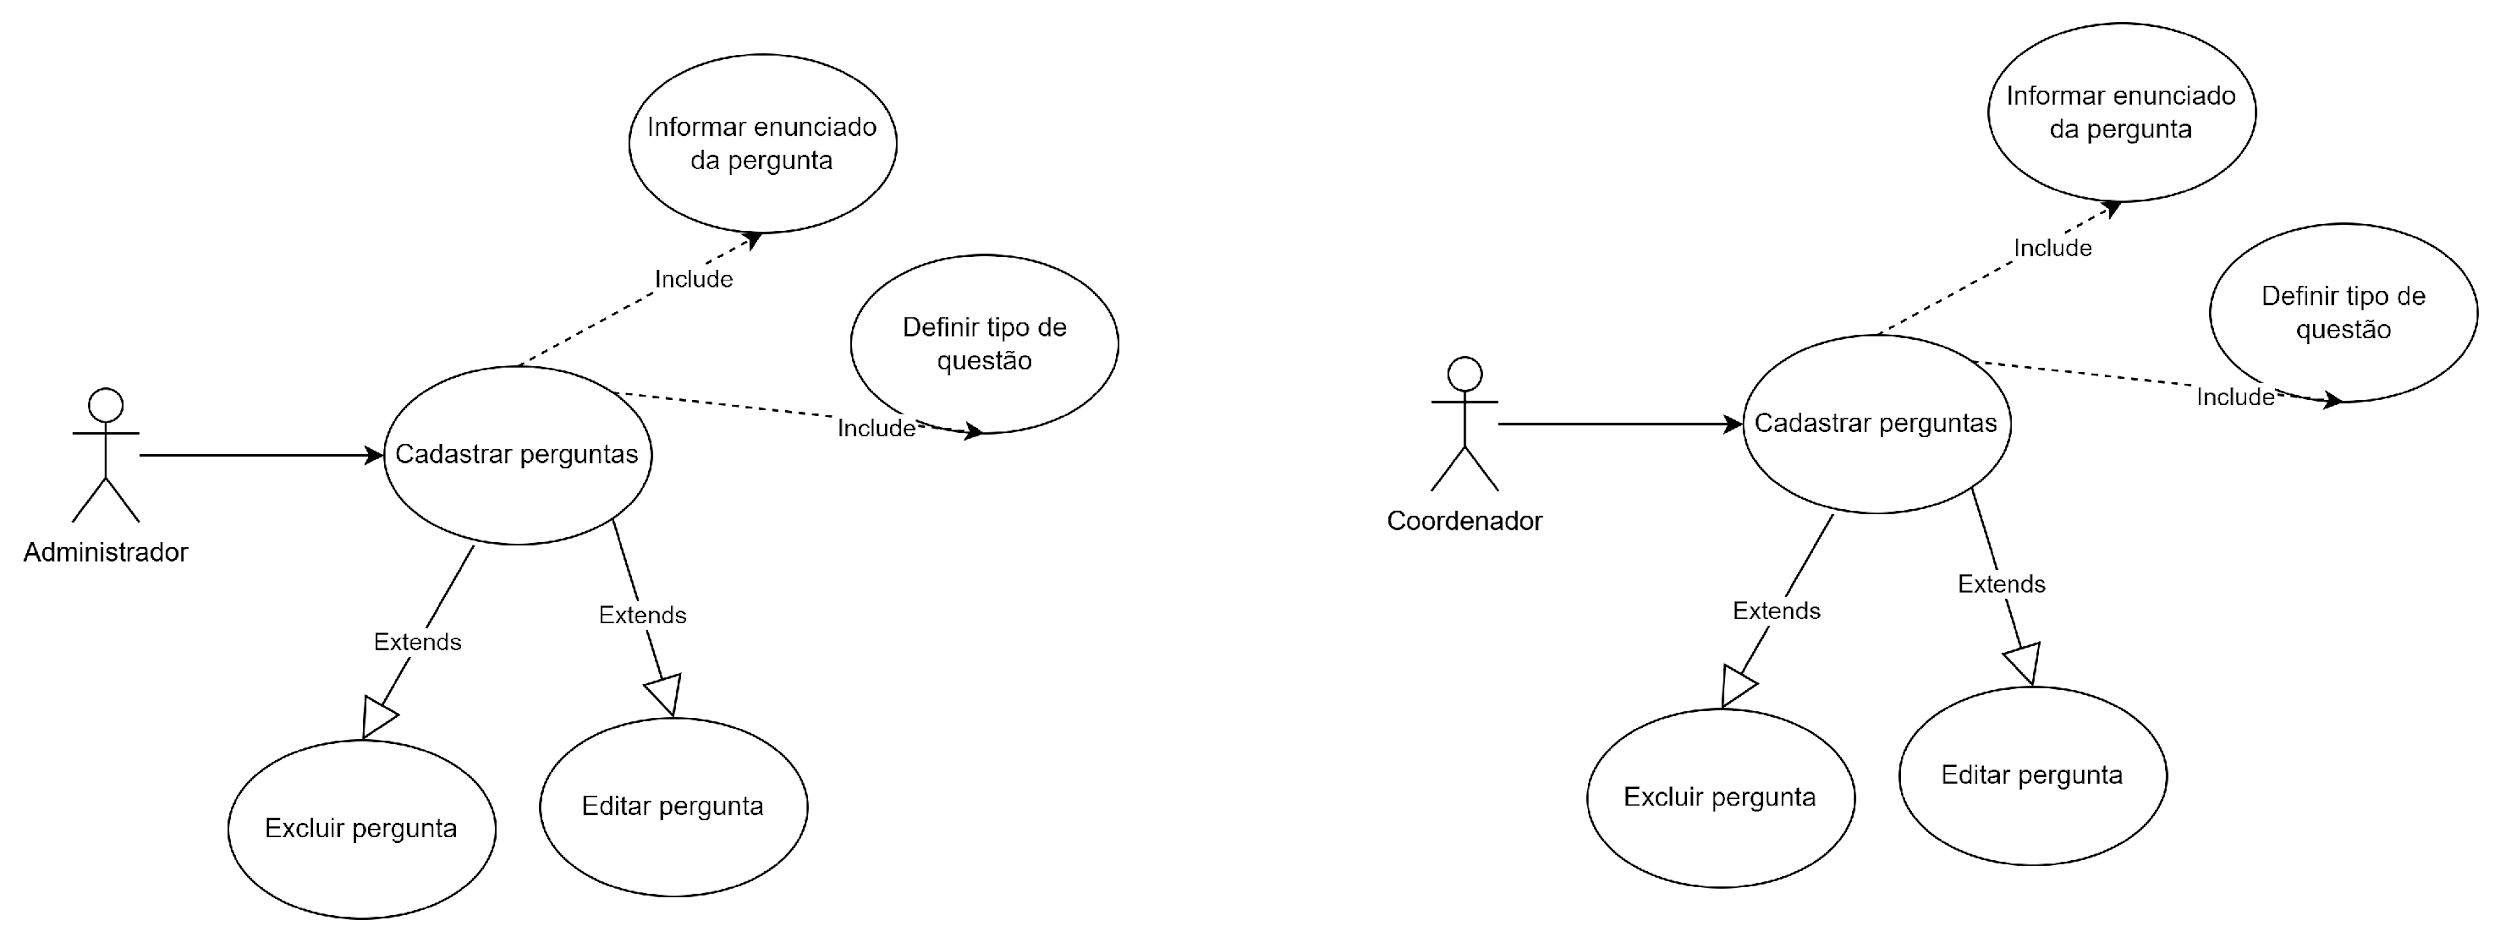 Informar enunciado
da pergunta
Include
Definir tipo de
questão
Include
Cadastrar perguntas
Administrador
Extends
Extends
Excluir pergunta
Editar pergunta
Informar enunciado
da pergunta
Include
Definir tipo de
questão
Include
Cadastrar perguntas
Coordenador
Extends
Extends
Excluir pergunta
Editar pergunta